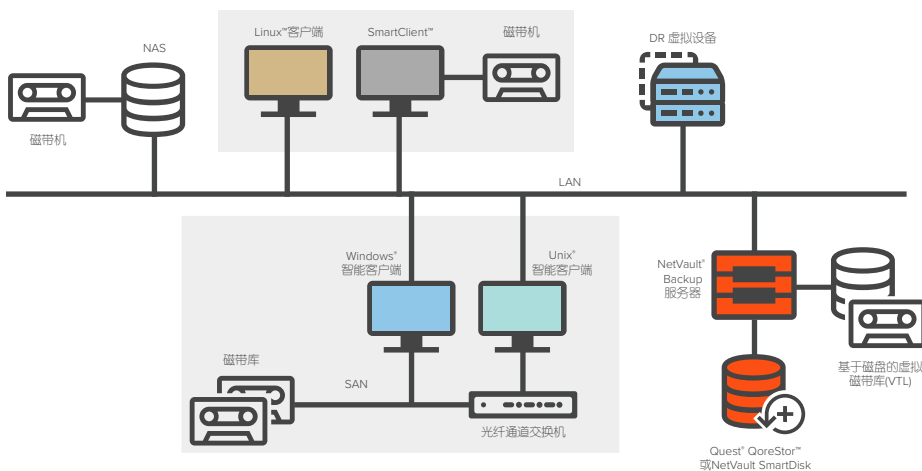 Linux™客户端
SmartClient™
磁带机
DR 虚拟设备
NAS
磁带机
LAN
Windows®
智能客户端
Unix®
智能客户端
NetVault®
Backup
服务器
磁带库
SAN
光纤通道交换机
基于磁盘的虚拟
磁带库(VTL)
Quest® QoreStor™
或NetVault SmartDisk